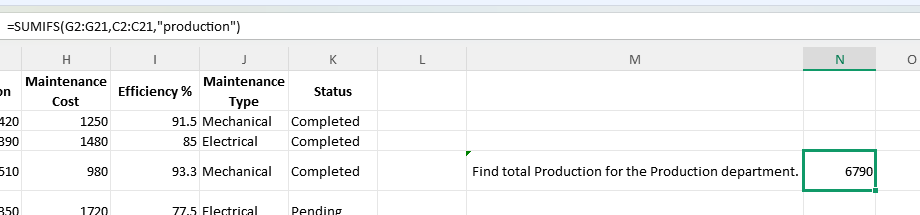 =SUMIFS(G2:G21,C2:C21,"production")
H I J K L M N O
on Maintenance Cost Efficiency % Maintenance Type Status
420 1250 91.5 Mechanical Completed
390 1480 85 Electrical Completed
510 980 93.3 Mechanical Completed Find total Production for the Production department. 6790
350 1720 77.5 Electrical Pending